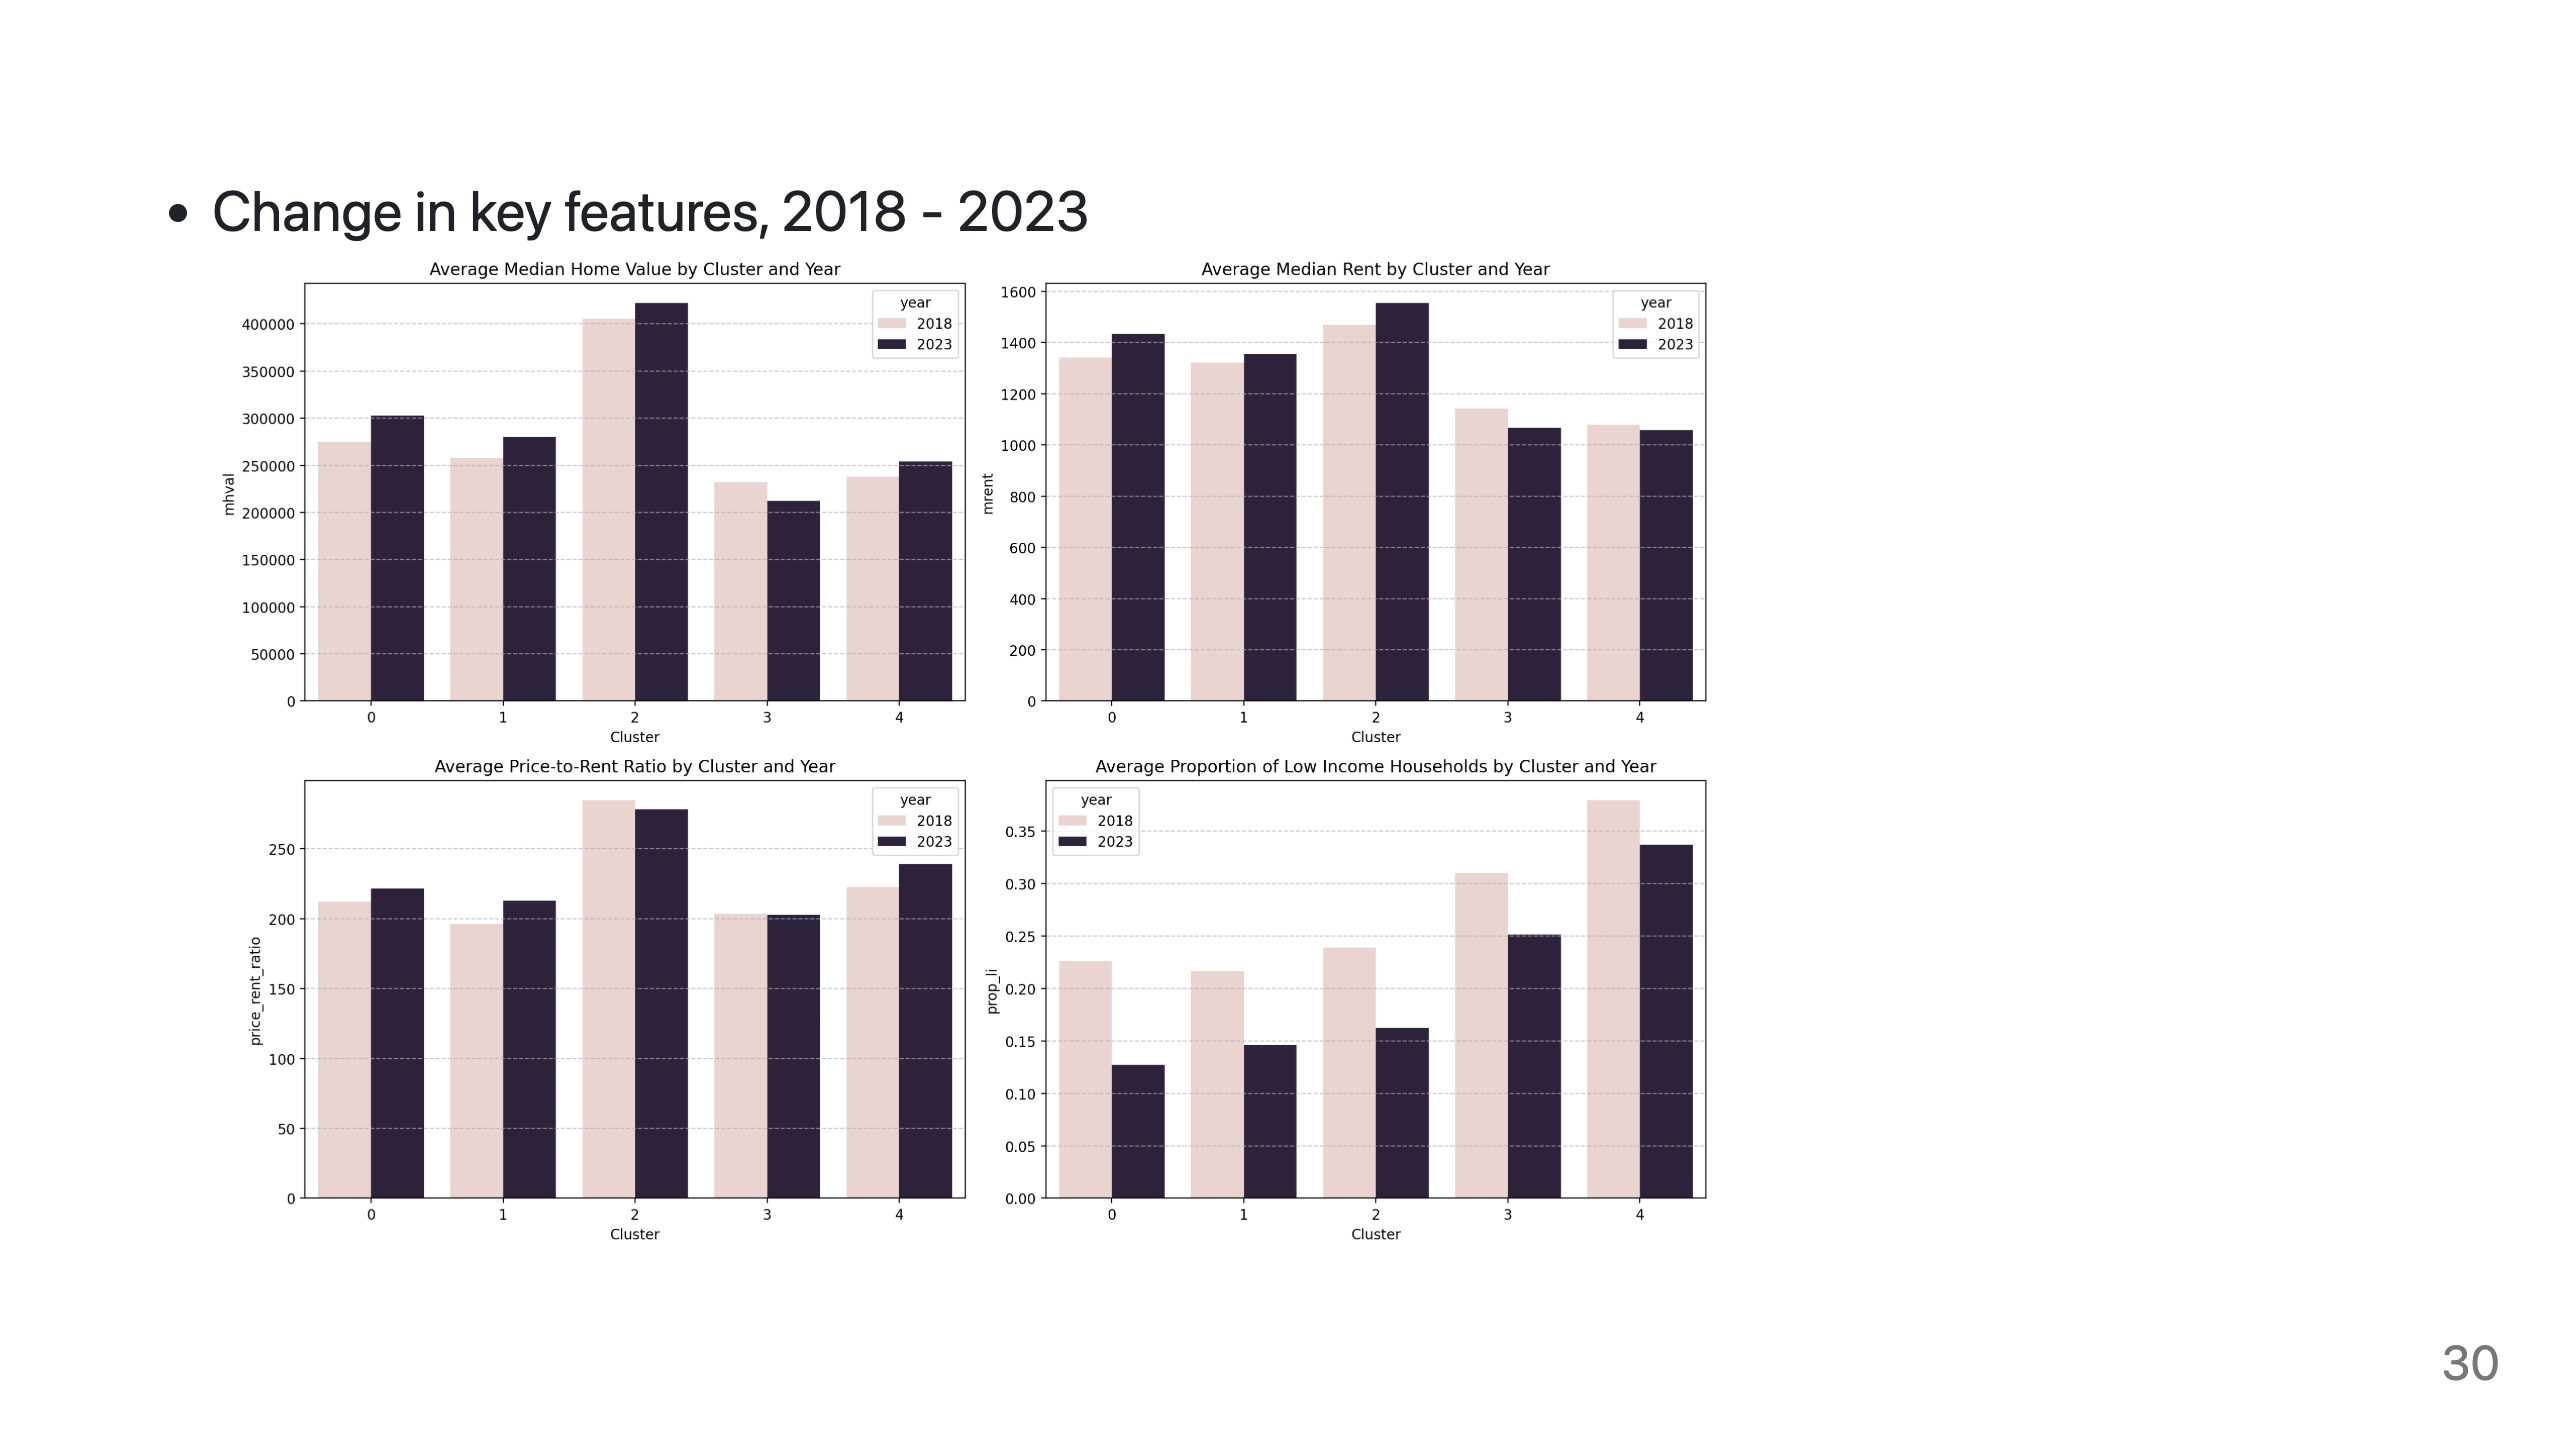 • Change in key features, 2018 - 2023
Average Median Home Value by Cluster and Year
year
2018
2023
400000
350000
300000
250000
200000
150000
100000
50000
0
mhval
0 1 2 3 4
Cluster
Average Median Rent by Cluster and Year
year
2018
2023
1600
1400
1200
1000
800
600
400
200
0
mrent
0 1 2 3 4
Cluster
Average Price-to-Rent Ratio by Cluster and Year
year
2018
2023
250
200
150
100
50
0
price_rent_ratio
0 1 2 3 4
Cluster
Average Proportion of Low Income Households by Cluster and Year
year
2018
2023
0.35
0.30
0.25
0.20
0.15
0.10
0.05
0.00
prop_li
0 1 2 3 4
Cluster
30